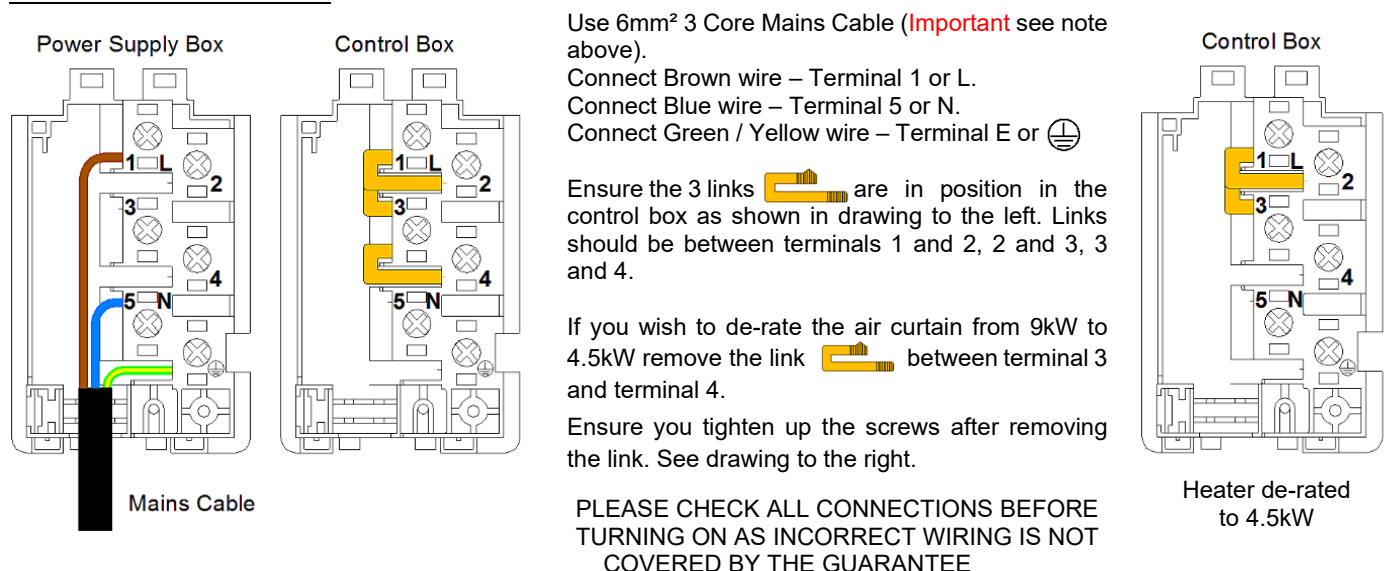 Power Supply Box
1 L
2
3
4
5 N
Mains Cable
Control Box
1 L
2
3
4
5 N
Use 6mm² 3 Core Mains Cable (Important see note
above).
Connect Brown wire – Terminal 1 or L.
Connect Blue wire – Terminal 5 or N.
Connect Green / Yellow wire – Terminal E or ⏚
Ensure the 3 links are in position in the
control box as shown in drawing to the left. Links
should be between terminals 1 and 2, 2 and 3, 3
and 4.
If you wish to de-rate the air curtain from 9kW to
4.5kW remove the link between terminal 3
and terminal 4.
Ensure you tighten up the screws after removing
the link. See drawing to the right.
PLEASE CHECK ALL CONNECTIONS BEFORE
TURNING ON AS INCORRECT WIRING IS NOT
COVERED BY THE GUARANTEE
Control Box
1 L
2
3
4
5 N
Heater de-rated
to 4.5kW